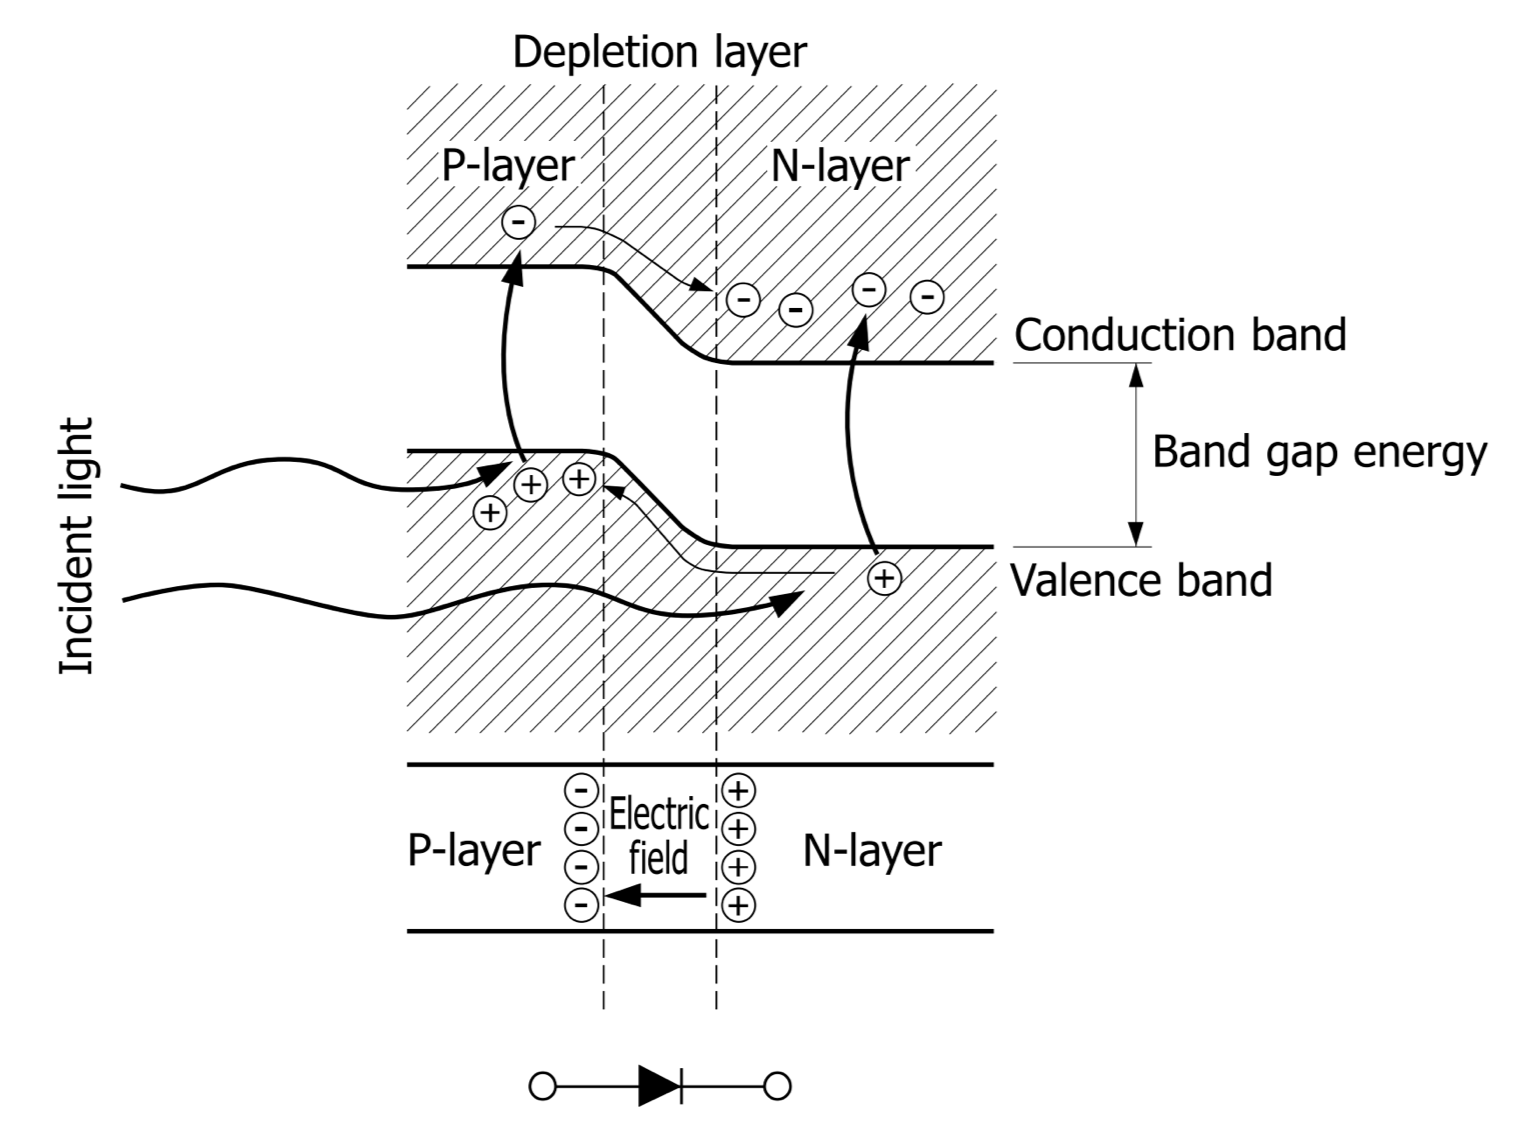 Depletion layer
P-layer
N-layer
-
-
-
-
-
Conduction band
Band gap energy
Incident light
+
+
+
+
Valence band
-
-
-
-
Electric
field
+
+
+
+
P-layer
N-layer